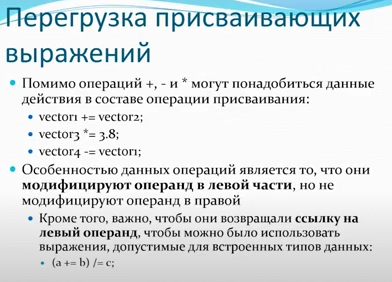 Перегрузка присваивающих
выражений
• Помимо операций +, - и * могут понадобиться данные
действия в составе операции присваивания:
• vector1 += vector2;
• vector3 *= 3.8;
• vector4 -= vector1;
• Особенностью данных операций является то, что они
модифицируют операнд в левой части, но не
модифицируют операнд в правой
• Кроме того, важно, чтобы они возвращали ссылку на
левый операнд, чтобы можно было использовать
выражения, допустимые для встроенных типов данных:
• (a += b) /= c;